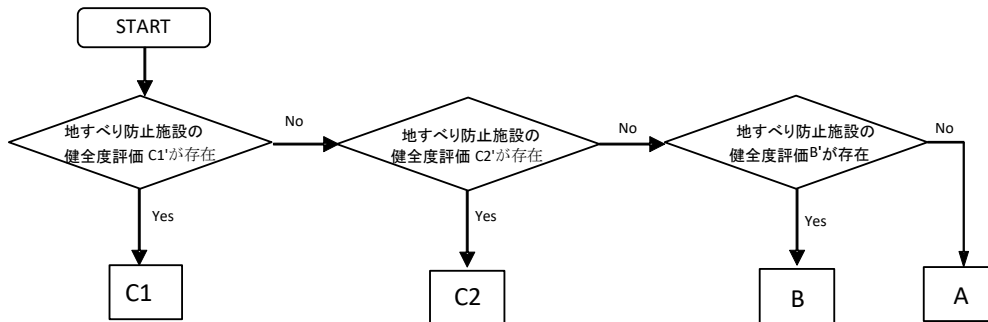 START
地すべり防止施設の
健全度評価 C1'が存在
No
地すべり防止施設の
健全度評価 C2'が存在
No
地すべり防止施設の
健全度評価B'が存在
No
Yes
Yes
Yes
C1
C2
B
A